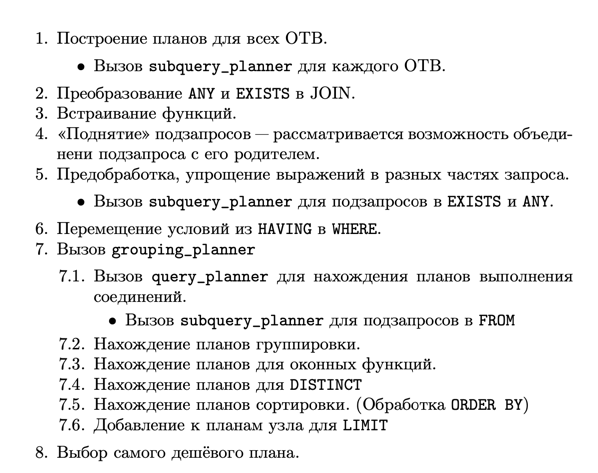 1. Построение планов для всех ОТВ.
• Вызов subquery_planner для каждого ОТВ.
2. Преобразование ANY и EXISTS в JOIN.
3. Встраивание функций.
4. «Поднятие» подзапросов — рассматривается возможность объеди-
нени подзапроса с его родителем.
5. Предобработка, упрощение выражений в разных частях запроса.
• Вызов subquery_planner для подзапросов в EXISTS и ANY.
6. Перемещение условий из HAVING в WHERE.
7. Вызов grouping_planner
7.1. Вызов query_planner для нахождения планов выполнения
соединений.
• Вызов subquery_planner для подзапросов в FROM
7.2. Нахождение планов группировки.
7.3. Нахождение планов для оконных функций.
7.4. Нахождение планов для DISTINCT
7.5. Нахождение планов сортировки. (Обработка ORDER BY)
7.6. Добавление к планам узла для LIMIT
8. Выбор самого дешёвого плана.